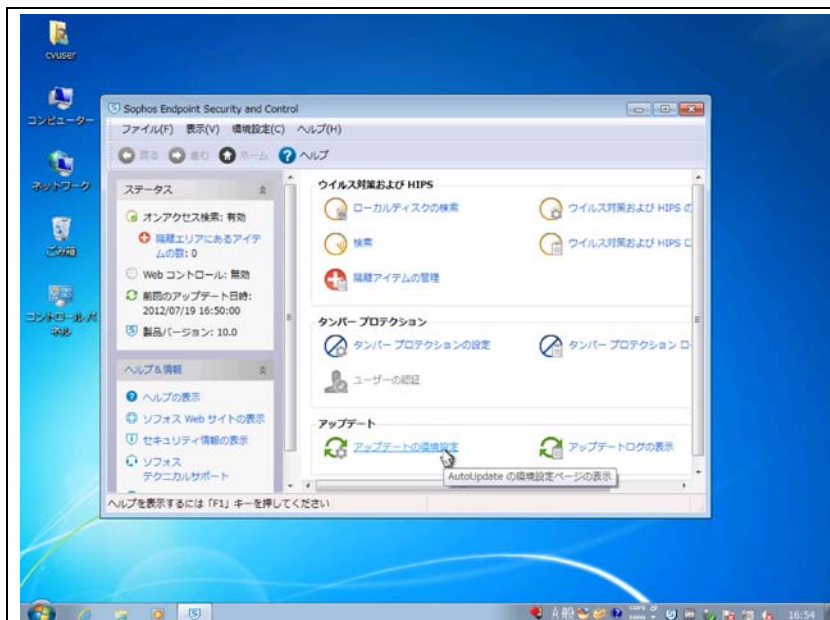 cvuser
コンピューター
ネットワーク
ごみ箱
コントロール パ
ネル
Sophos Endpoint Security and Control
ファイル(F) 表示(V) 環境設定(C) ヘルプ(H)
戻る 進む ホーム ヘルプ
ステータス
オンアクセス検索: 有効
隔離エリアにあるアイテ
ムの数: 0
Web コントロール: 無効
前回のアップデート日時:
2012/07/19 16:50:00
製品バージョン: 10.0
ヘルプ & 情報
ヘルプの表示
ソフォス Web サイトの表示
セキュリティ情報の表示
ソフォス
テクニカルサポート
ウイルス対策および HIPS
ローカルディスクの検索
ウイルス対策および HIPS の
検索
ウイルス対策および HIPS ロ
隔離アイテムの管理
タンパー プロテクション
タンパー プロテクションの設定
タンパー プロテクション ロ
ユーザーの認証
アップデート
アップデートの環境設定
アップデートログの表示
AutoUpdate の環境設定ページの表示
ヘルプを表示するには「F1」キーを押してください
A 般
16:54